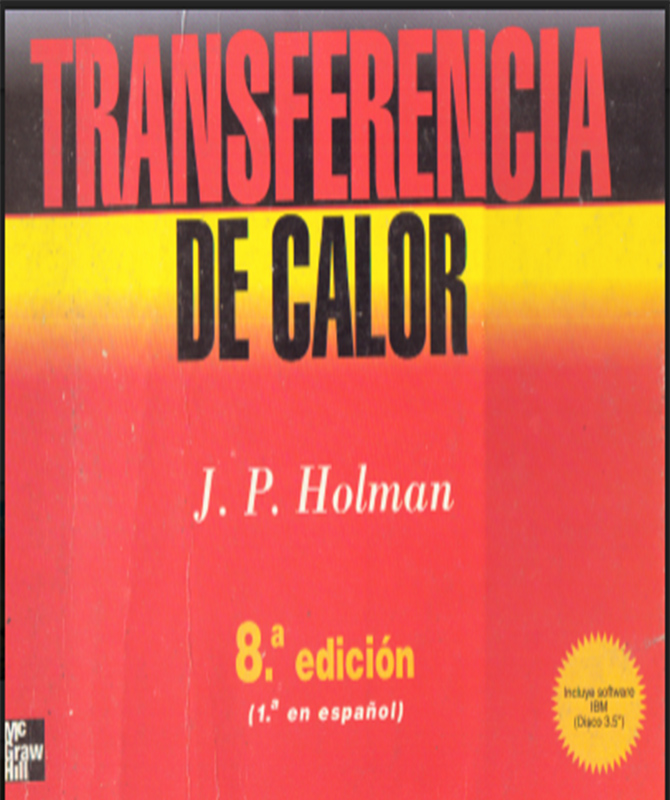 TRANSFERENCIA
DE CALOR
J. P. Holman
8.ª edición
(1.ª en español)
Incluye software
IBM
(Disco 3.5")
Mc
Graw
Hill